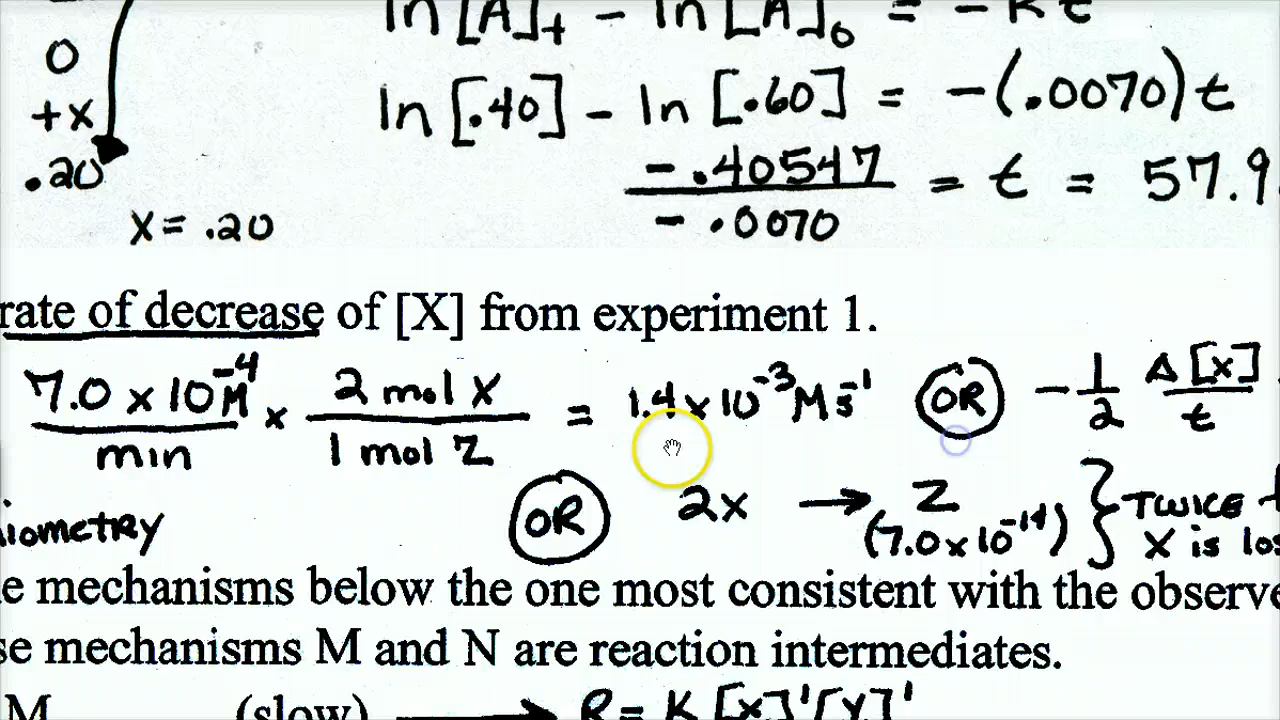 ln [A]t - ln [A]0 = - Kt
0
+x
ln [.40] - ln [.60] = -(.0070)t
.20
-.40547 / -.0070 = t = 57.9
x = .20
rate of decrease of [X] from experiment 1.
7.0 x 10^-4 M / min x 2 mol X / 1 mol Z = 1.4 x 10^-3 M s^-1 OR - 1/2 Δ[x] / t
OR 2x → Z } TWICE
(7.0 x 10^-14) X is los
iometry
e mechanisms below the one most consistent with the observe
se mechanisms M and N are reaction intermediates.
M (slow) → R = K [x]' [Y]'